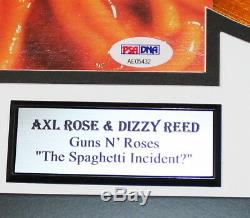 PSA/DNA
AE05432
AXL ROSE & DIZZY REED
Guns N' Roses
"The Spaghetti Incident?"